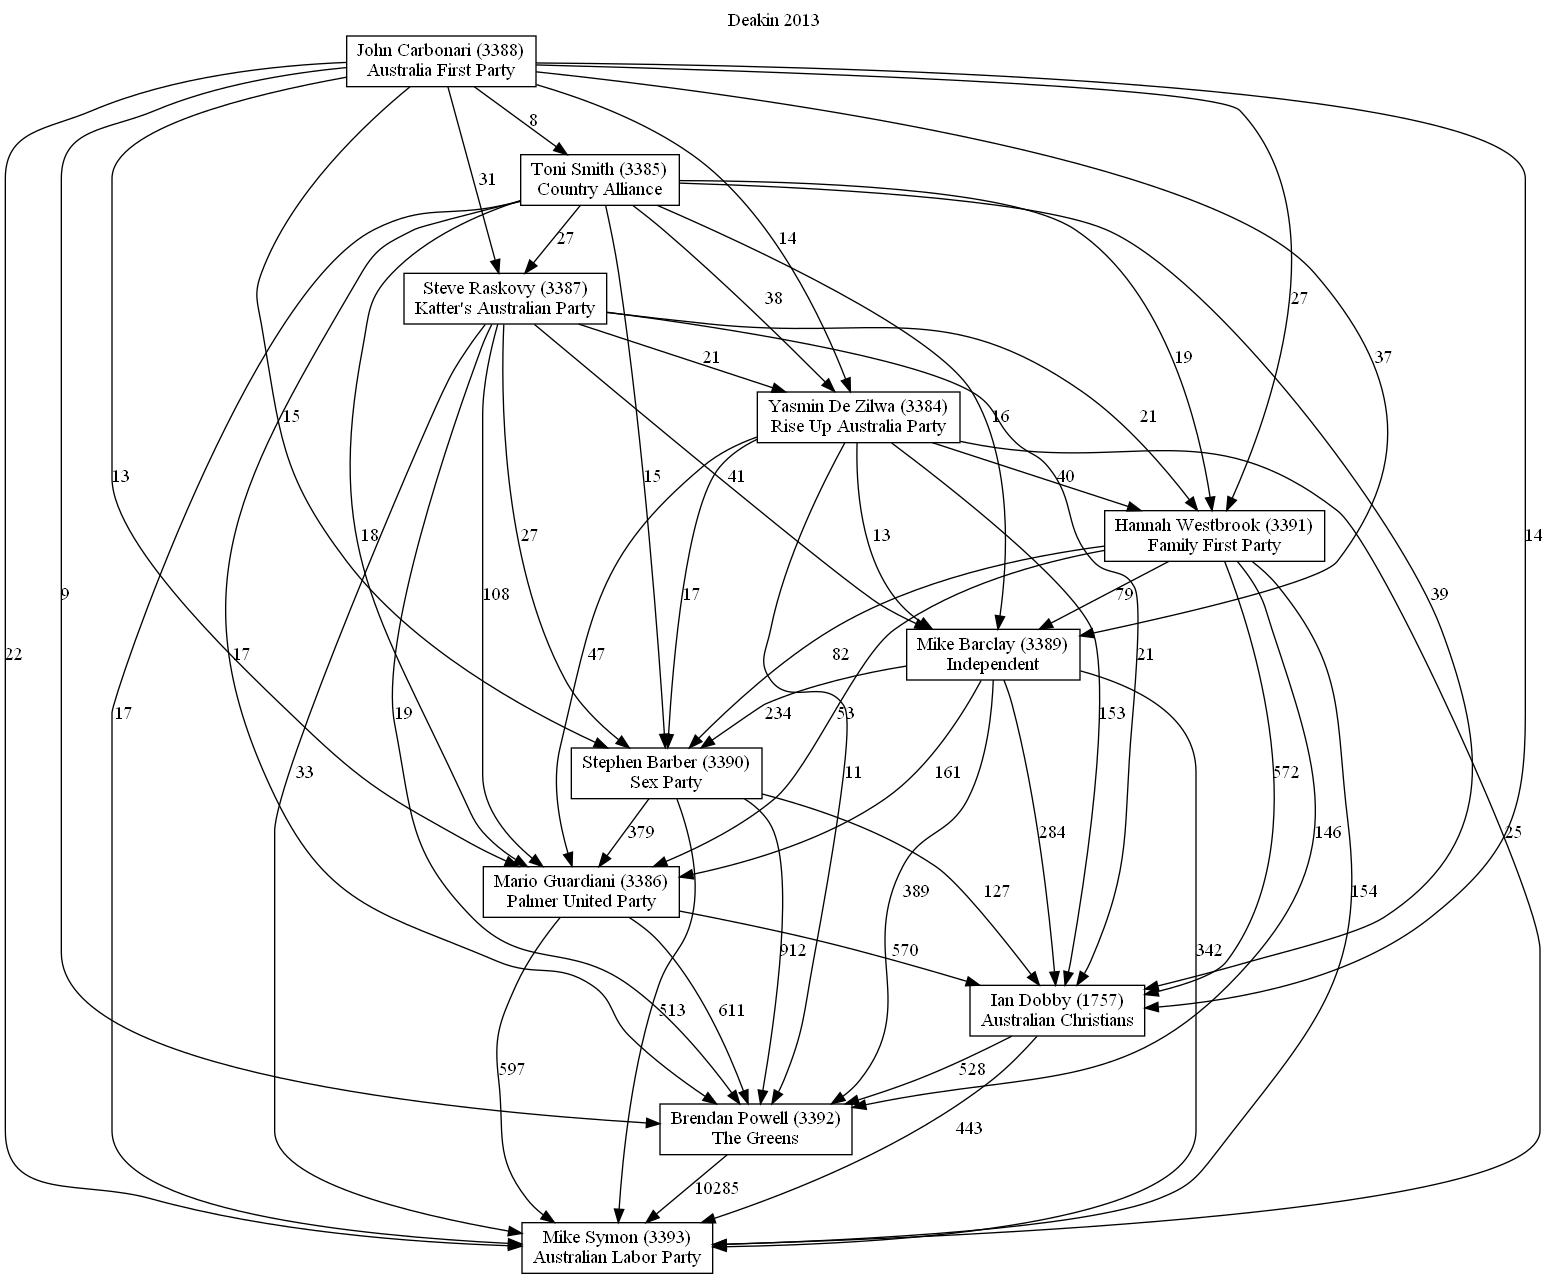 Deakin 2013
John Carbonari (3388)
Australia First Party
8
Toni Smith (3385)
Country Alliance
31
27
14
Steve Raskovy (3387)
Katter's Australian Party
38
27
21
19
37
Yasmin De Zilwa (3384)
Rise Up Australia Party
15
16
21
13
15
40
Hannah Westbrook (3391)
Family First Party
18
27
41
13
14
9
108
17
79
39
Mike Barclay (3389)
Independent
22
17
47
82
21
17
19
234
53
153
Stephen Barber (3390)
Sex Party
33
11
161
572
379
284
146
25
Mario Guardiani (3386)
Palmer United Party
389
127
154
912
570
342
Ian Dobby (1757)
Australian Christians
513
611
597
528
Brendan Powell (3392)
The Greens
443
10285
Mike Symon (3393)
Australian Labor Party